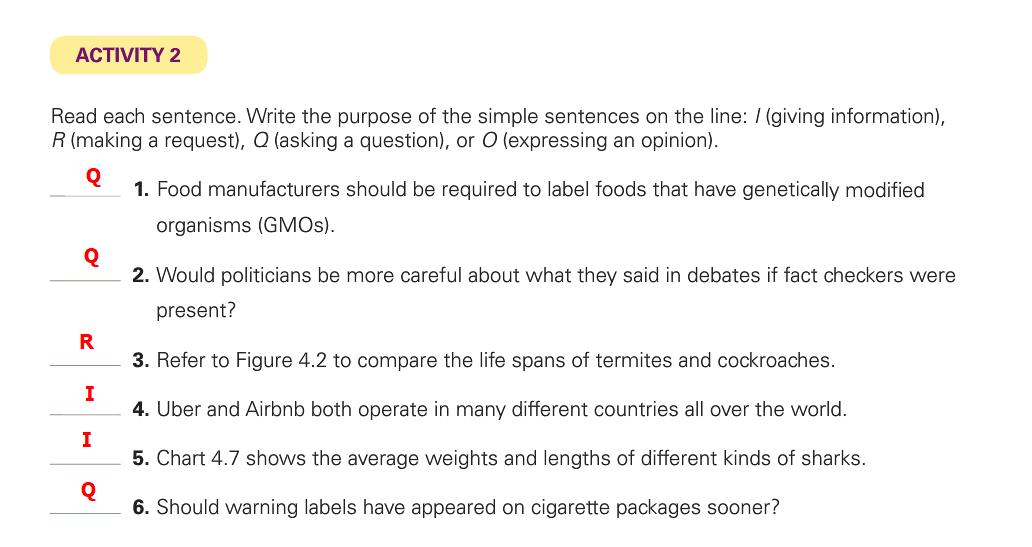 ACTIVITY 2
Read each sentence. Write the purpose of the simple sentences on the line: I (giving information),
R (making a request), Q (asking a question), or O (expressing an opinion).
Q 1. Food manufacturers should be required to label foods that have genetically modified
organisms (GMOs).
Q 2. Would politicians be more careful about what they said in debates if fact checkers were
present?
R 3. Refer to Figure 4.2 to compare the life spans of termites and cockroaches.
I 4. Uber and Airbnb both operate in many different countries all over the world.
I 5. Chart 4.7 shows the average weights and lengths of different kinds of sharks.
Q 6. Should warning labels have appeared on cigarette packages sooner?